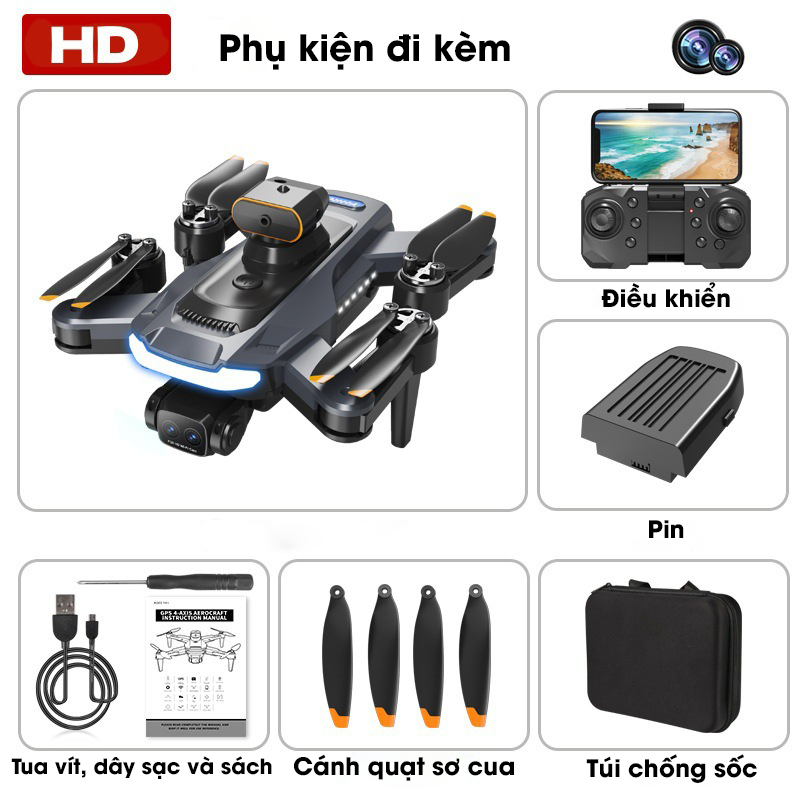 HD
Phụ kiện đi kèm
Điều khiển
Pin
GPS 4-AXIS AEROCRAFT
INSTRUCTION MANUAL
Tua vít, dây sạc và sách
Cánh quạt sơ cua
Túi chống sốc